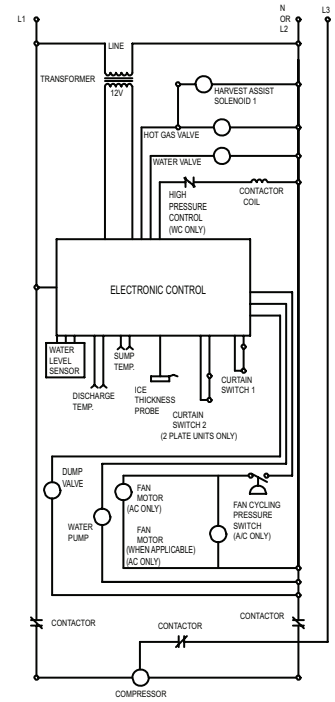 L1
N
OR
L2
L3
LINE
TRANSFORMER
12V
HARVEST ASSIST
SOLENOID 1
HOT GAS VALVE
WATER VALVE
HIGH
PRESSURE
CONTROL
(WC ONLY)
CONTACTOR
COIL
ELECTRONIC CONTROL
WATER
LEVEL
SENSOR
SUMP
TEMP.
DISCHARGE
TEMP.
ICE
THICKNESS
PROBE
CURTAIN
SWITCH 1
CURTAIN
SWITCH 2
(2 PLATE UNITS ONLY)
DUMP
VALVE
WATER
PUMP
FAN
MOTOR
(AC ONLY)
FAN
MOTOR
(WHEN APPLICABLE)
(AC ONLY)
FAN CYCLING
PRESSURE
SWITCH
(A/C ONLY)
CONTACTOR
CONTACTOR
CONTACTOR
COMPRESSOR